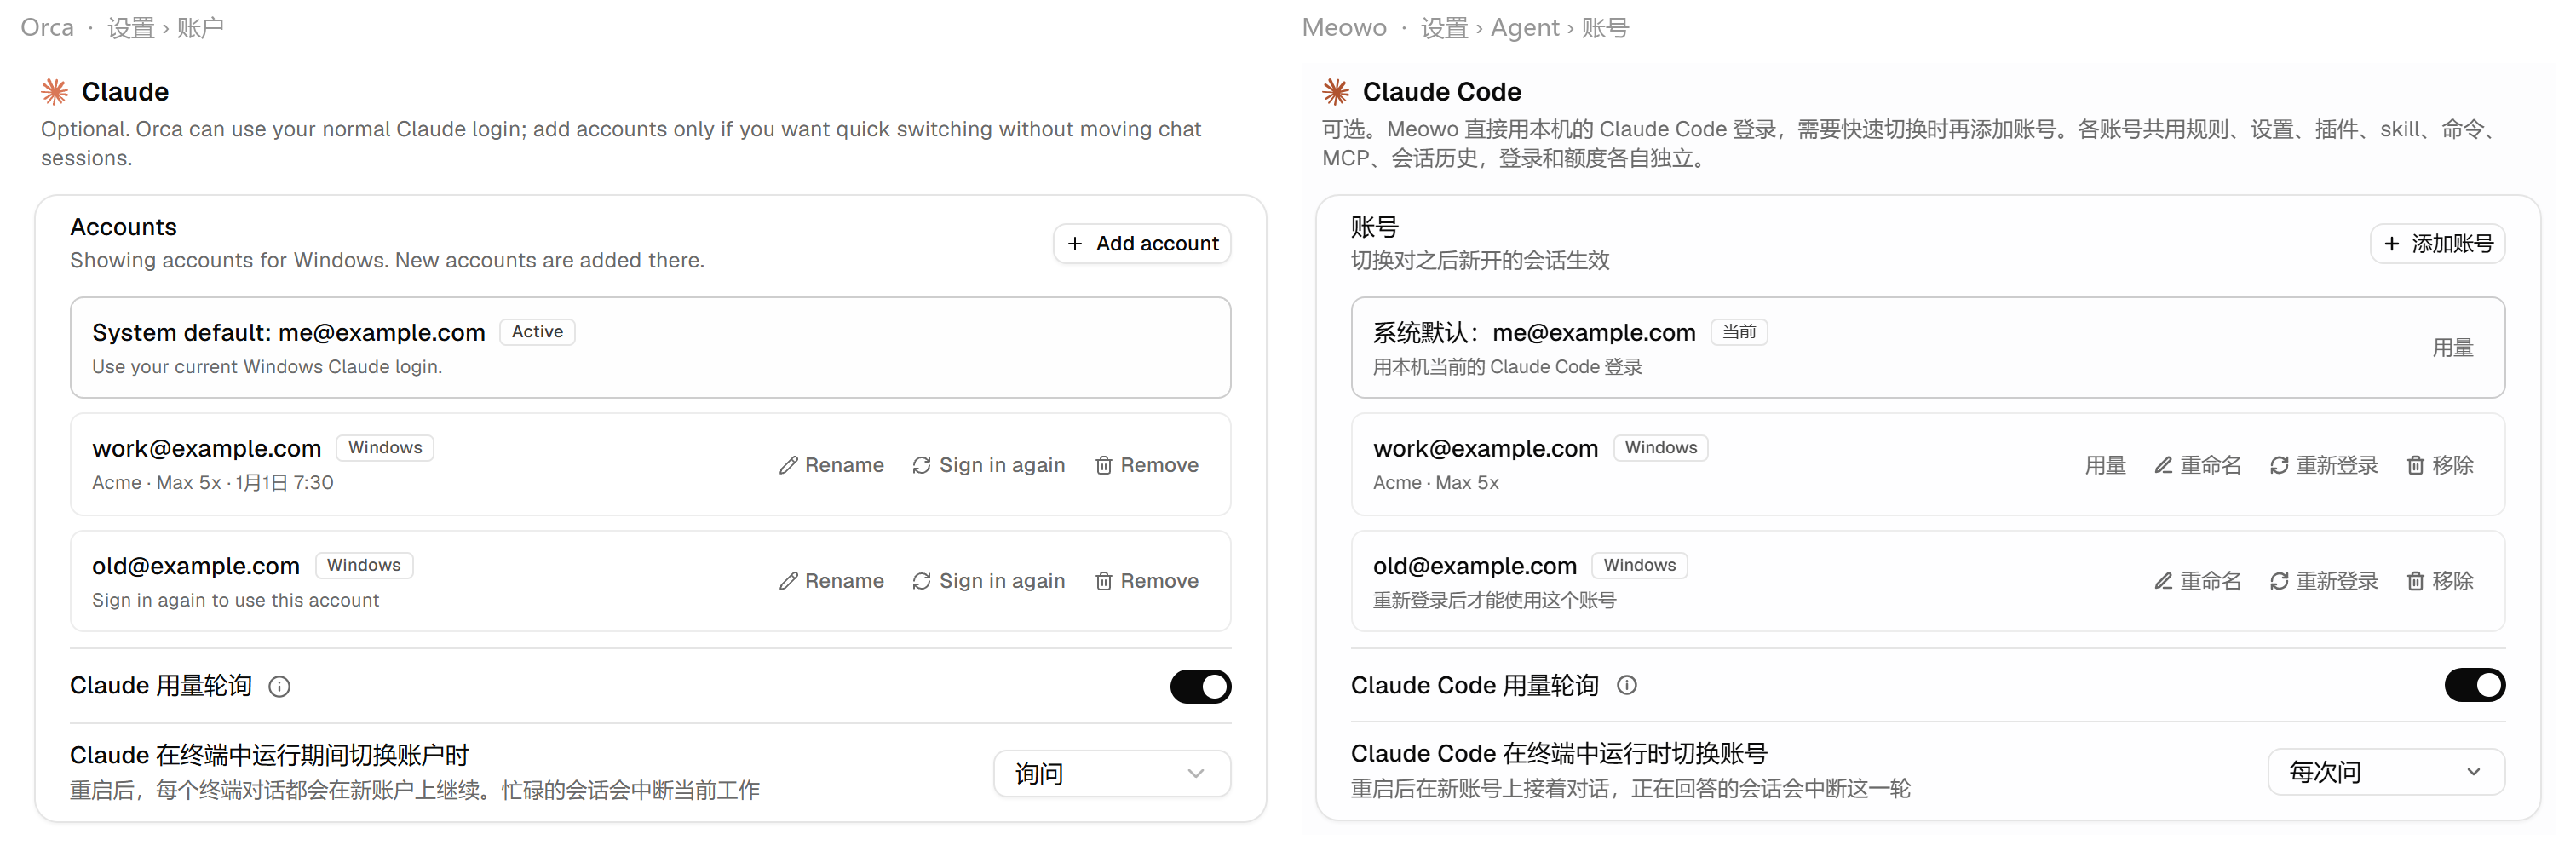 Orca · 设置 › 账户
Claude
Optional. Orca can use your normal Claude login; add accounts only if you want quick switching without moving chat
sessions.
Accounts
Showing accounts for Windows. New accounts are added there.
+ Add account
System default: me@example.com Active
Use your current Windows Claude login.
work@example.com Windows
Acme · Max 5x · 1月1日 7:30
Rename Sign in again Remove
old@example.com Windows
Sign in again to use this account
Rename Sign in again Remove
Claude 用量轮询
Claude 在终端中运行期间切换账户时
重启后，每个终端对话都会在新账户上继续。忙碌的会话会中断当前工作
询问
Meowo · 设置 › Agent › 账号
Claude Code
可选。Meowo 直接用本机的 Claude Code 登录，需要快速切换时再添加账号。各账号共用规则、设置、插件、skill、命令、
MCP、会话历史，登录和额度各自独立。
账号
切换对之后新开的会话生效
+ 添加账号
系统默认：me@example.com 当前
用本机当前的 Claude Code 登录
用量
work@example.com Windows
Acme · Max 5x
用量 重命名 重新登录 移除
old@example.com Windows
重新登录后才能使用这个账号
重命名 重新登录 移除
Claude Code 用量轮询
Claude Code 在终端中运行时切换账号
重启后在新账号上接着对话，正在回答的会话会中断这一轮
每次问